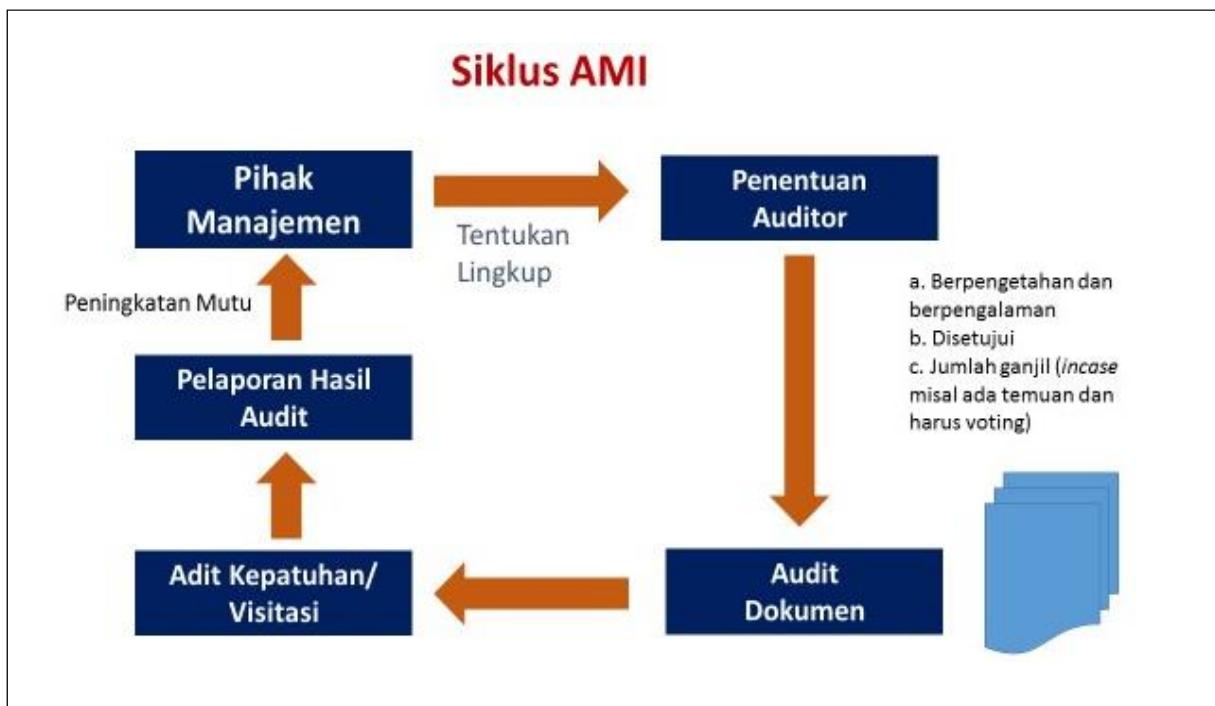 Siklus AMI
Pihak
Manajemen
Tentukan
Lingkup
Penentuan
Auditor
a. Berpengetahan dan
berpengalaman
b. Disetujui
c. Jumlah ganjil (incase
misal ada temuan dan
harus voting)
Audit
Dokumen
Adit Kepatuhan/
Visitasi
Pelaporan Hasil
Audit
Peningkatan Mutu